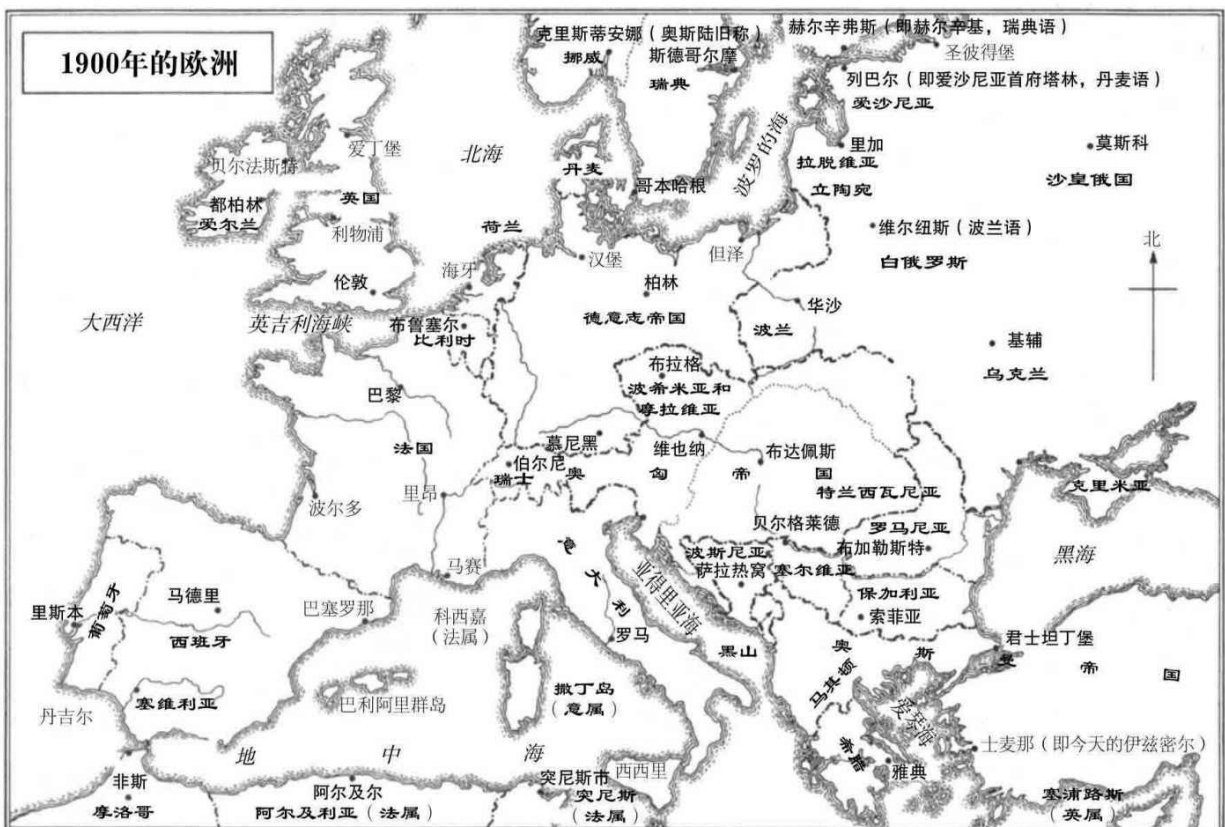 1900年的欧洲
克里斯蒂安娜（奥斯陆旧称）
挪威
斯德哥尔摩
瑞典
赫尔辛弗斯（即赫尔辛基，瑞典语）
圣彼得堡
列巴尔（即爱沙尼亚首府塔林，丹麦语）
爱沙尼亚
里加
拉脱维亚
立陶宛
莫斯科
沙皇俄国
维尔纽斯（波兰语）
白俄罗斯
北
贝尔法斯特
爱丁堡
北海
丹麦
哥本哈根
波罗的海
都柏林
爱尔兰
英国
利物浦
伦敦
荷兰
海牙
汉堡
但泽
柏林
德意志帝国
华沙
波兰
基辅
乌克兰
大西洋
英吉利海峡
布鲁塞尔
比利时
巴黎
法国
布拉格
波希米亚和
摩拉维亚
慕尼黑
维也纳
布达佩斯
伯尔尼
瑞士
奥匈帝国
特兰西瓦尼亚
克里米亚
波尔多
里昂
马赛
贝尔格莱德
罗马尼亚
布加勒斯特
黑海
波斯尼亚
萨拉热窝
塞尔维亚
保加利亚
索菲亚
意大利
亚得里亚海
罗马
黑山
里斯本
葡萄牙
马德里
西班牙
巴塞罗那
科西嘉
（法属）
君士坦丁堡
奥斯曼帝国
马其顿
塞维利亚
巴利阿里群岛
撒丁岛
（意属）
丹吉尔
地中海
希腊
爱琴海
雅典
士麦那（即今天的伊兹密尔）
西西里
非斯
摩洛哥
阿尔及尔
阿尔及利亚（法属）
突尼斯市
突尼斯
（法属）
塞浦路斯
（英属）